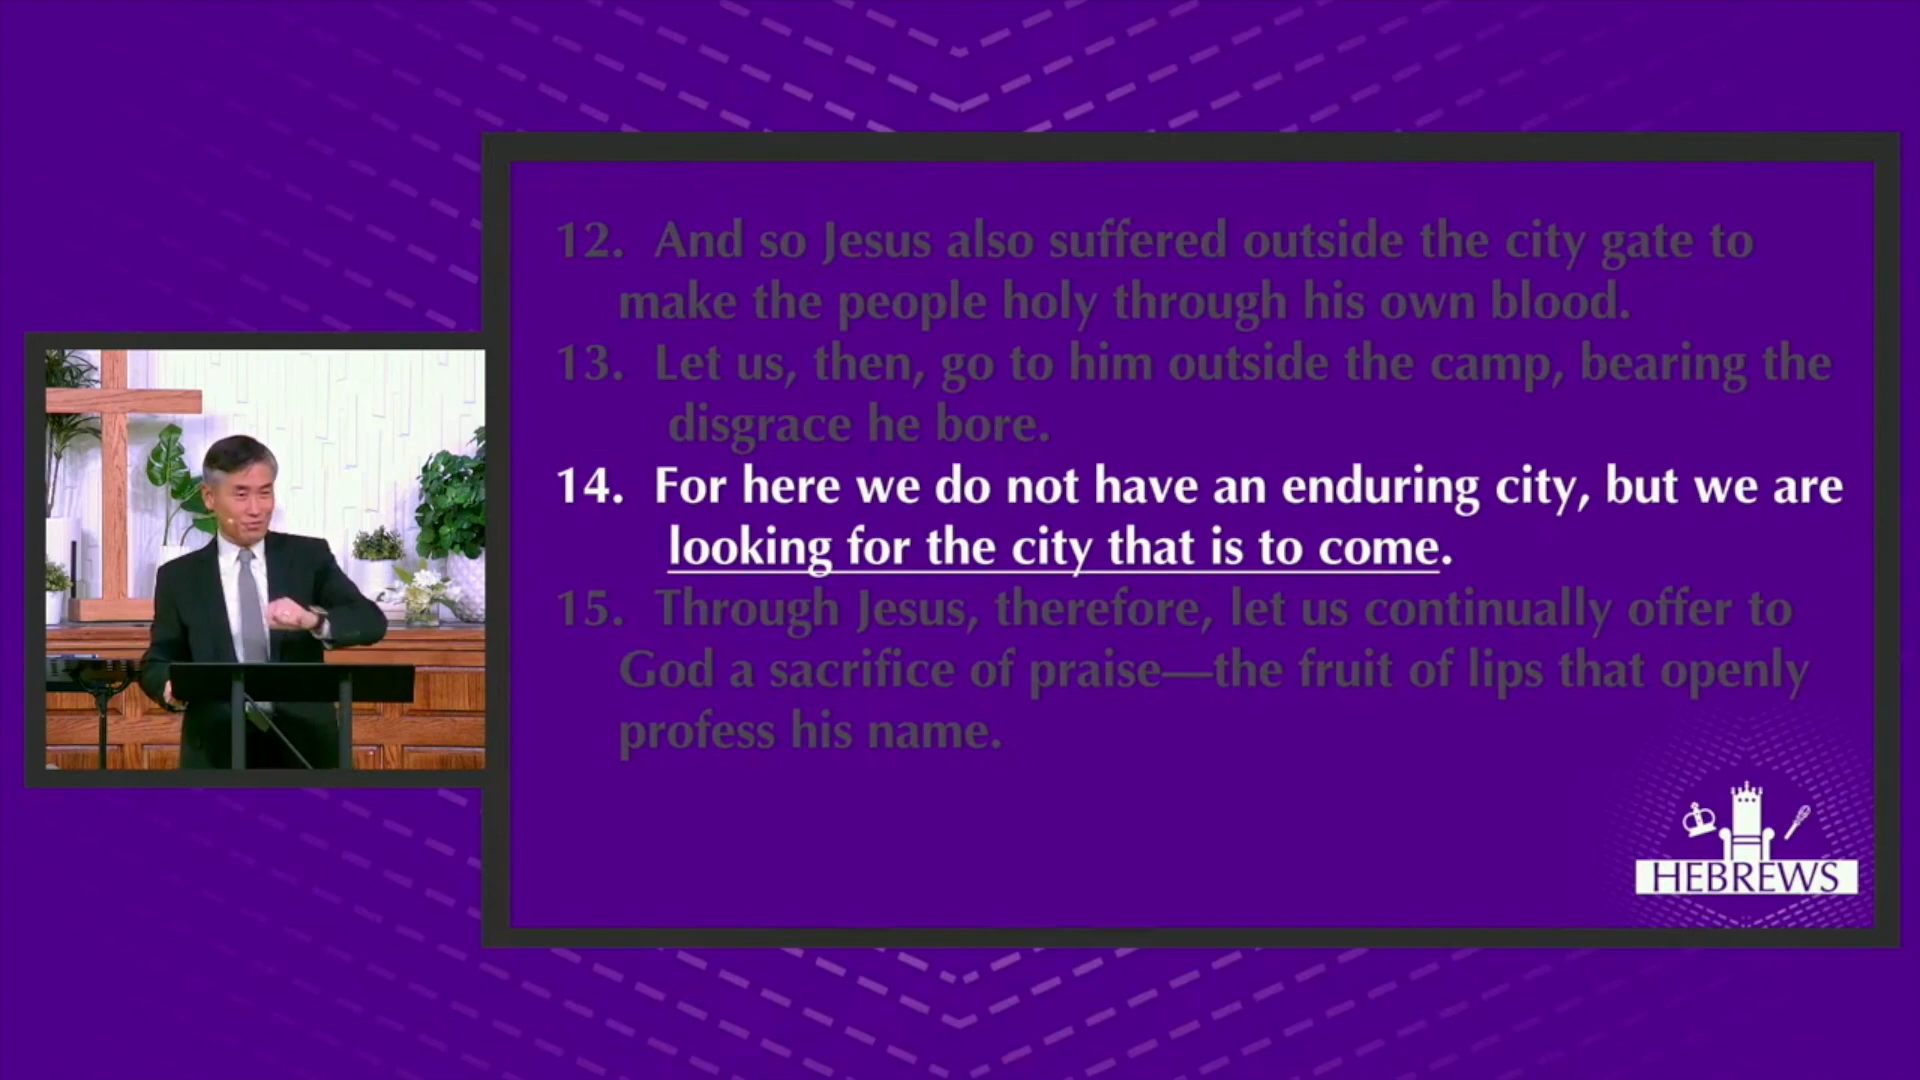 12. And so Jesus also suffered outside the city gate to
make the people holy through his own blood.
13. Let us, then, go to him outside the camp, bearing the
disgrace he bore.
14. For here we do not have an enduring city, but we are
looking for the city that is to come.
15. Through Jesus, therefore, let us continually offer to
God a sacrifice of praise—the fruit of lips that openly
profess his name.
HEBREWS